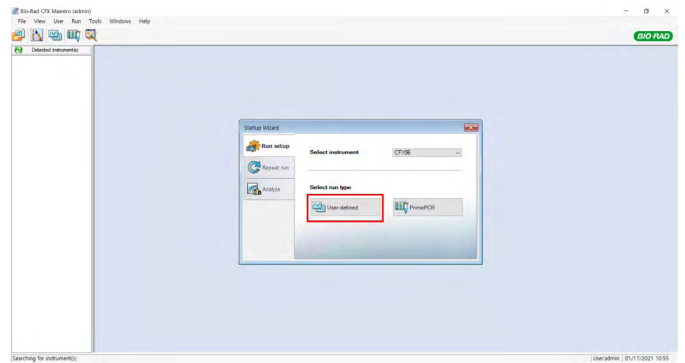 Bio-Rad CFX Maestro (admin)
File View User Run Tools Windows Help
BIO-RAD
Detected Instrument(s)
Startup Wizard
Run setup
Select instrument
CFX96
Repeat run
Analyze
Select run type
User-defined
PrimePCR
Searching for instrument(s)
User:admin 01/17/2021 10:55